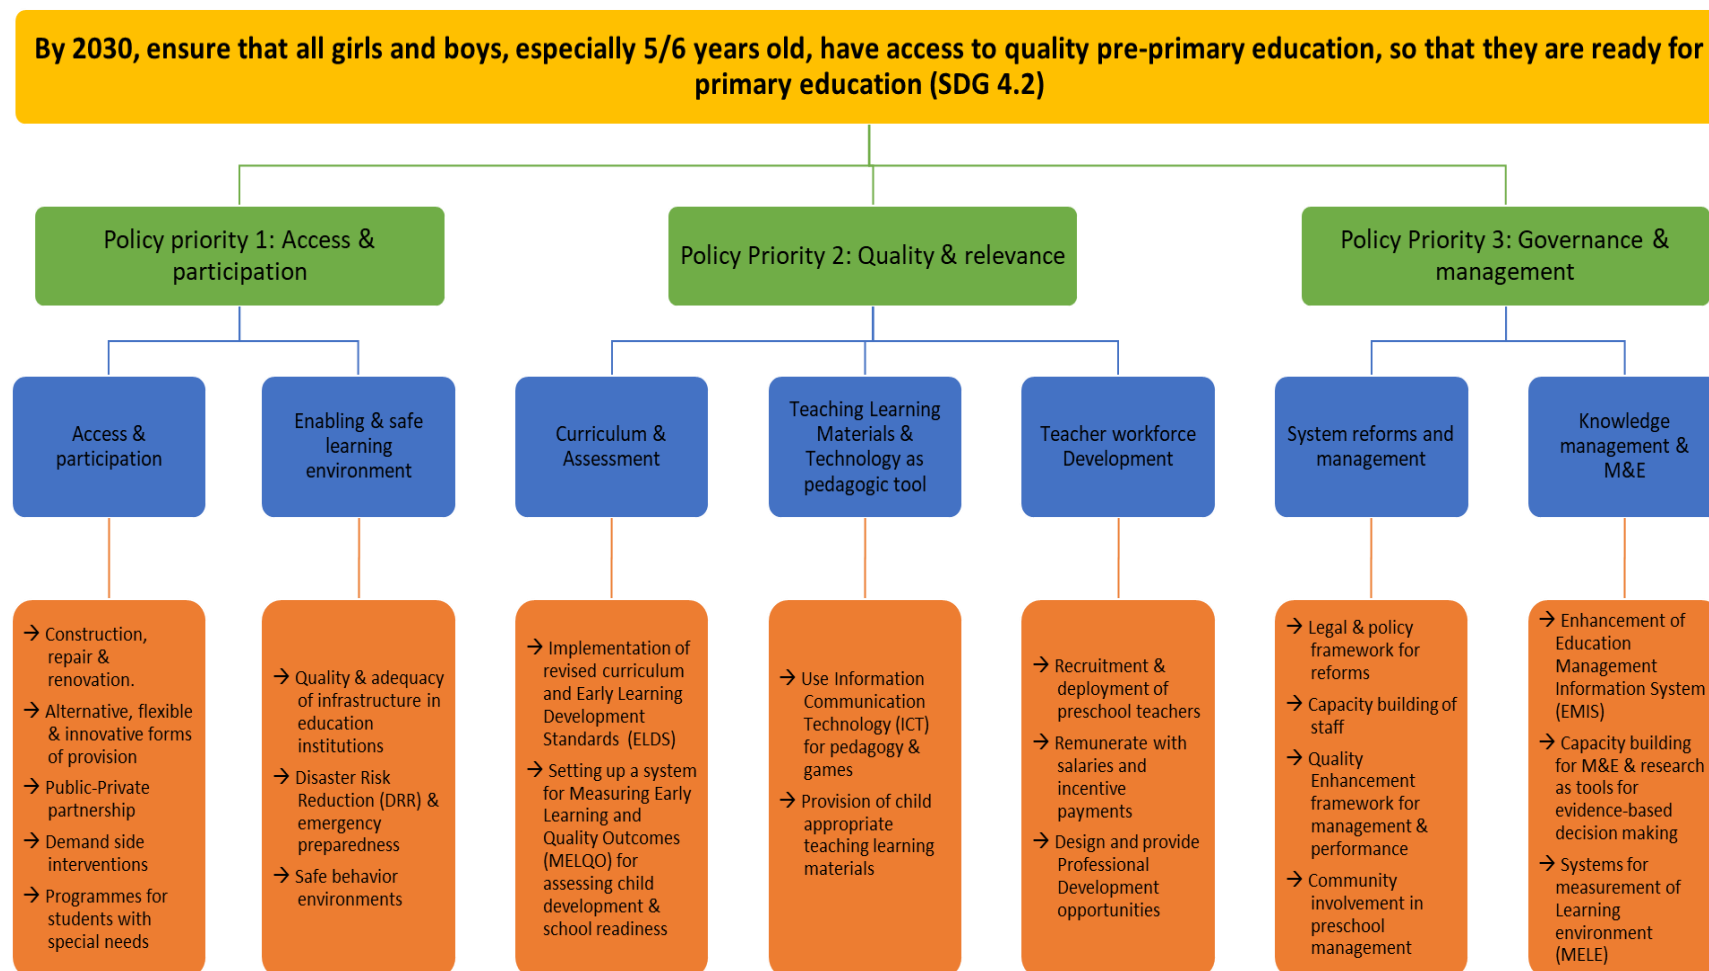 By 2030, ensure that all girls and boys, especially 5/6 years old, have access to quality pre-primary education, so that they are ready for
primary education (SDG 4.2)
Policy priority 1: Access &
participation
Policy Priority 2: Quality & relevance
Policy Priority 3: Governance &
management
Access &
participation
Enabling & safe
learning
environment
Curriculum &
Assessment
Teaching Learning
Materials &
Technology as
pedagogic tool
Teacher workforce
Development
System reforms and
management
Knowledge
management &
M&E
→ Construction,
repair &
renovation.
→ Alternative, flexible
& innovative forms
of provision
→ Public-Private
partnership
→ Demand side
interventions
→ Programmes for
students with
special needs
→ Quality & adequacy
of infrastructure in
education
institutions
→ Disaster Risk
Reduction (DRR) &
emergency
preparedness
→ Safe behavior
environments
→ Implementation of
revised curriculum
and Early Learning
Development
Standards (ELDS)
→ Setting up a system
for Measuring Early
Learning and
Quality Outcomes
(MELQO) for
assessing child
development &
school readiness
→ Use Information
Communication
Technology (ICT)
for pedagogy &
games
→ Provision of child
appropriate
teaching learning
materials
→ Recruitment &
deployment of
preschool teachers
→ Remunerate with
salaries and
incentive
payments
→ Design and provide
Professional
Development
opportunities
→ Legal & policy
framework for
reforms
→ Capacity building of
staff
→ Quality
Enhancement
framework for
management &
performance
→ Community
involvement in
preschool
management
→ Enhancement of
Education
Management
Information System
(EMIS)
→ Capacity building
for M&E & research
as tools for
evidence-based
decision making
→ Systems for
measurement of
Learning
environment
(MELE)